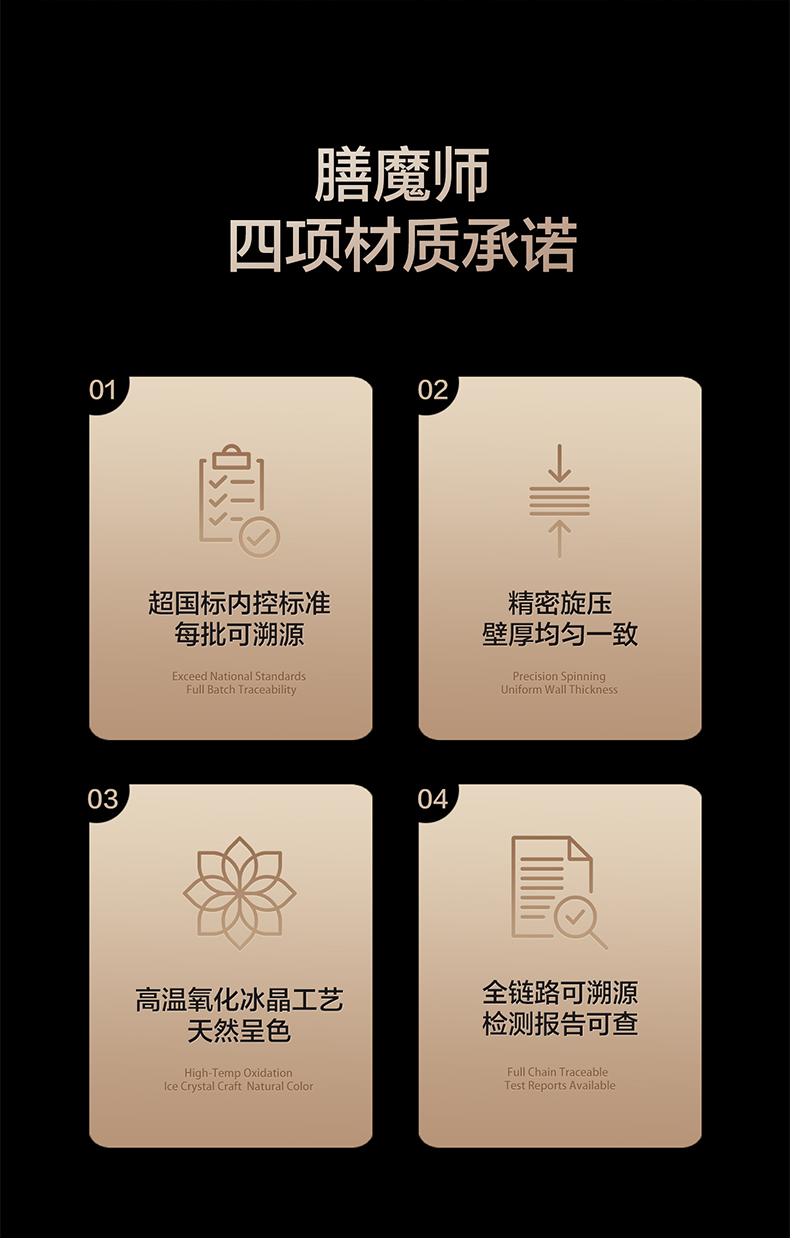 膳魔师
四项材质承诺
01
超国标内控标准
每批可溯源
Exceed National Standards
Full Batch Traceability
02
精密旋压
壁厚均匀一致
Precision Spinning
Uniform Wall Thickness
03
高温氧化冰晶工艺
天然呈色
High-Temp Oxidation
Ice Crystal Craft Natural Color
04
全链路可溯源
检测报告可查
Full Chain Traceable
Test Reports Available